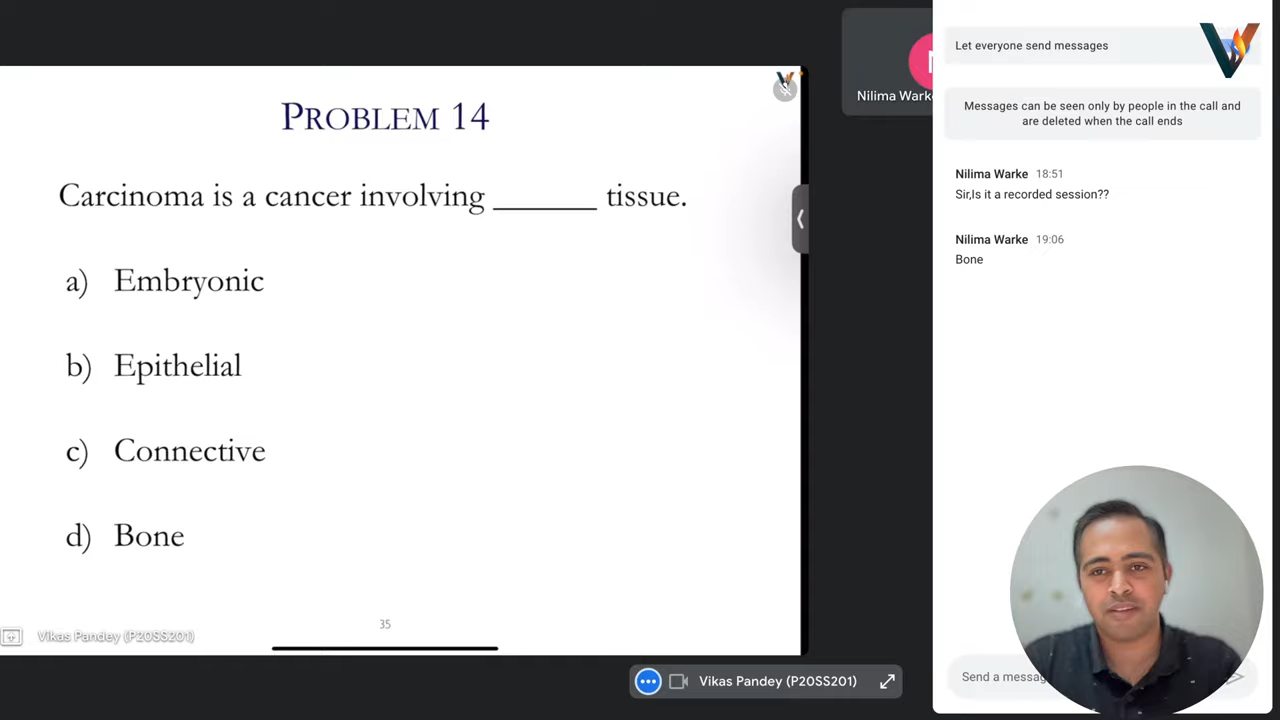 PROBLEM 14
Carcinoma is a cancer involving ______ tissue.
a) Embryonic
b) Epithelial
c) Connective
d) Bone
35
Vikas Pandey (P20SS201)
Nilima Warke
Vikas Pandey (P20SS201)
Let everyone send messages
Messages can be seen only by people in the call and
are deleted when the call ends
Nilima Warke 18:51
Sir,Is it a recorded session??
Nilima Warke 19:06
Bone
Send a messag